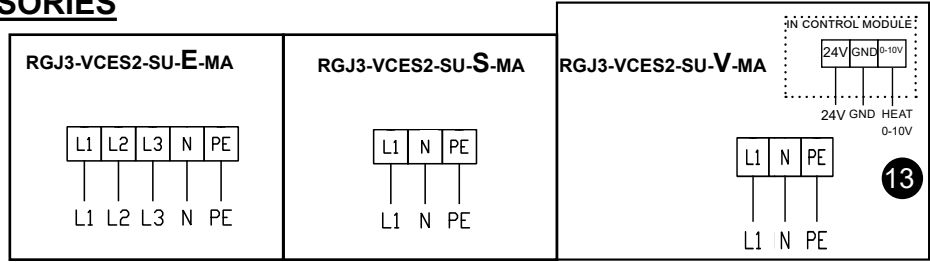 SORIES
RGJ3-VCES2-SU-E-MA
L1 L2 L3 N PE
L1 L2 L3 N PE
RGJ3-VCES2-SU-S-MA
L1 N PE
L1 N PE
RGJ3-VCES2-SU-V-MA
IN CONTROL MODULE:
24V GND 0-10V
24V GND HEAT
0-10V
L1 N PE
L1 N PE
13